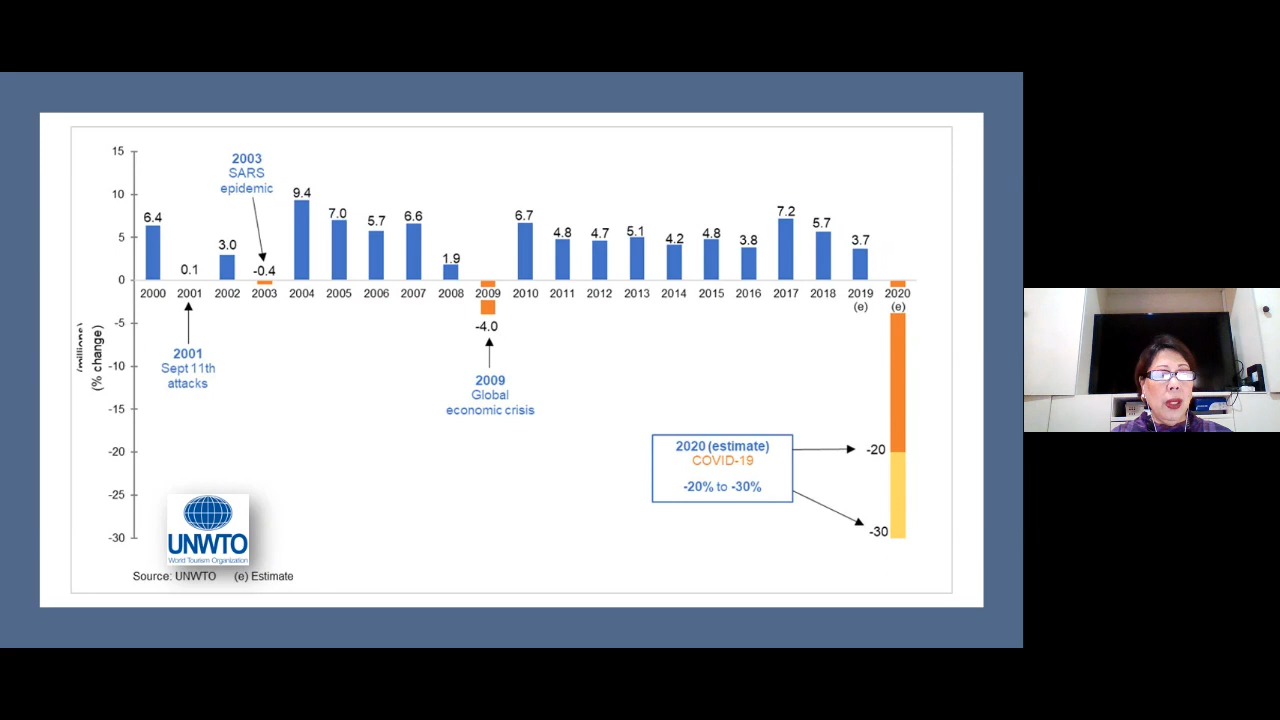 15
10
5
0
-5
-10
-15
-20
-25
-30
(% change)
2003
SARS
epidemic
6.4
0.1
3.0
-0.4
9.4
7.0
5.7
6.6
1.9
6.7
4.8
4.7
5.1
4.2
4.8
3.8
7.2
5.7
3.7
2000 2001 2002 2003 2004 2005 2006 2007 2008 2009 2010 2011 2012 2013 2014 2015 2016 2017 2018 2019 2020
(e) (e)
-4.0
2001
Sept 11th
attacks
2009
Global
economic crisis
2020 (estimate)
COVID-19
-20% to -30%
-20
-30
UNWTO
World Tourism Organization
Source: UNWTO (e) Estimate